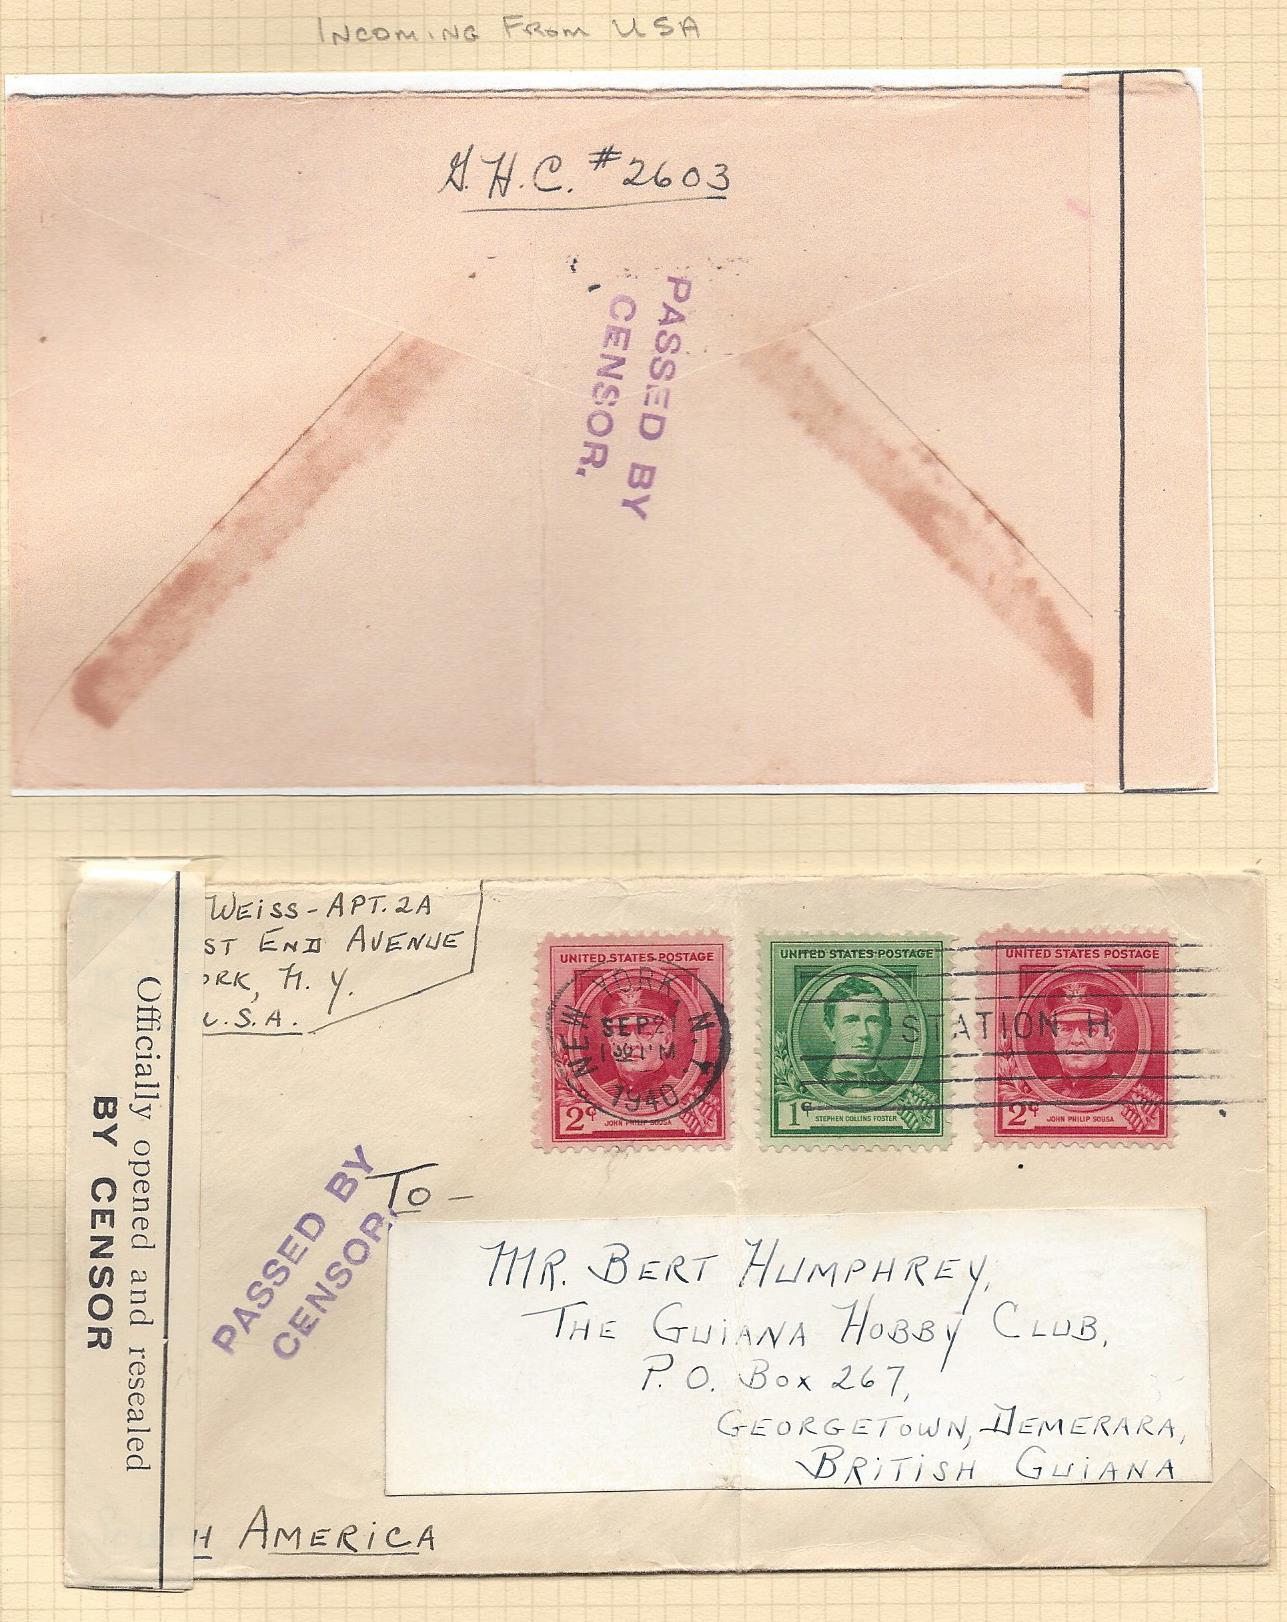 INCOMING FROM USA
G.H.C. #2603
PASSED BY
CENSOR.
WEISS - APT. 2A
ST END AVENUE
ORK, N.Y.
U.S.A.
Officially opened and resealed
BY CENSOR
UNITED STATES POSTAGE
2¢
JOHN PHILIP SOUSA
NEW YORK, N.Y.
SEP
1940
UNITED STATES POSTAGE
1¢
STEPHEN COLLINS FOSTER
UNITED STATES POSTAGE
2¢
JOHN PHILIP SOUSA
STATION H
PASSED BY
CENSOR.
TO -
MR. BERT HUMPHREY,
THE GUIANA HOBBY CLUB,
P.O. BOX 267,
GEORGETOWN, DEMERARA,
BRITISH GUIANA
H AMERICA